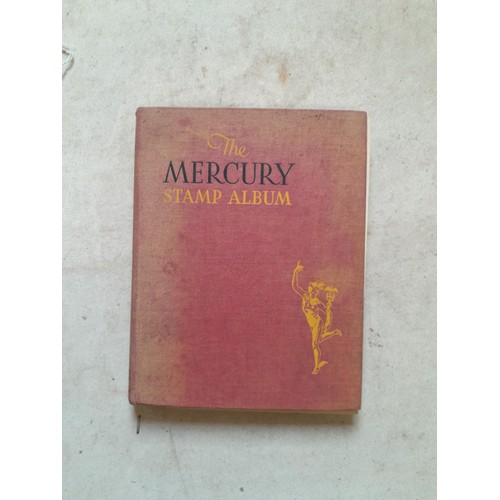 The
MERCURY
STAMP ALBUM